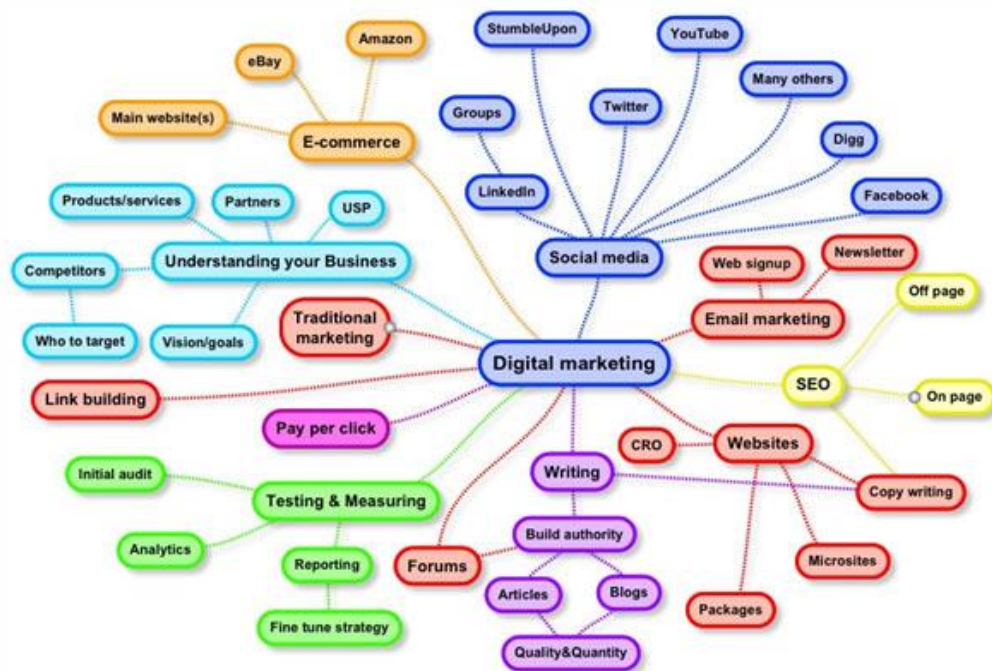 StumbleUpon
YouTube
Amazon
eBay
Many others
Main website(s)
Groups
Twitter
E-commerce
Digg
LinkedIn
Facebook
Products/services
Partners
USP
Social media
Understanding your Business
Web signup
Newsletter
Competitors
Off page
Traditional
marketing
Email marketing
Who to target
Vision/goals
Digital marketing
SEO
On page
Link building
Pay per click
CRO
Websites
Initial audit
Writing
Copy writing
Testing & Measuring
Build authority
Analytics
Reporting
Forums
Microsites
Articles
Blogs
Packages
Fine tune strategy
Quality&Quantity